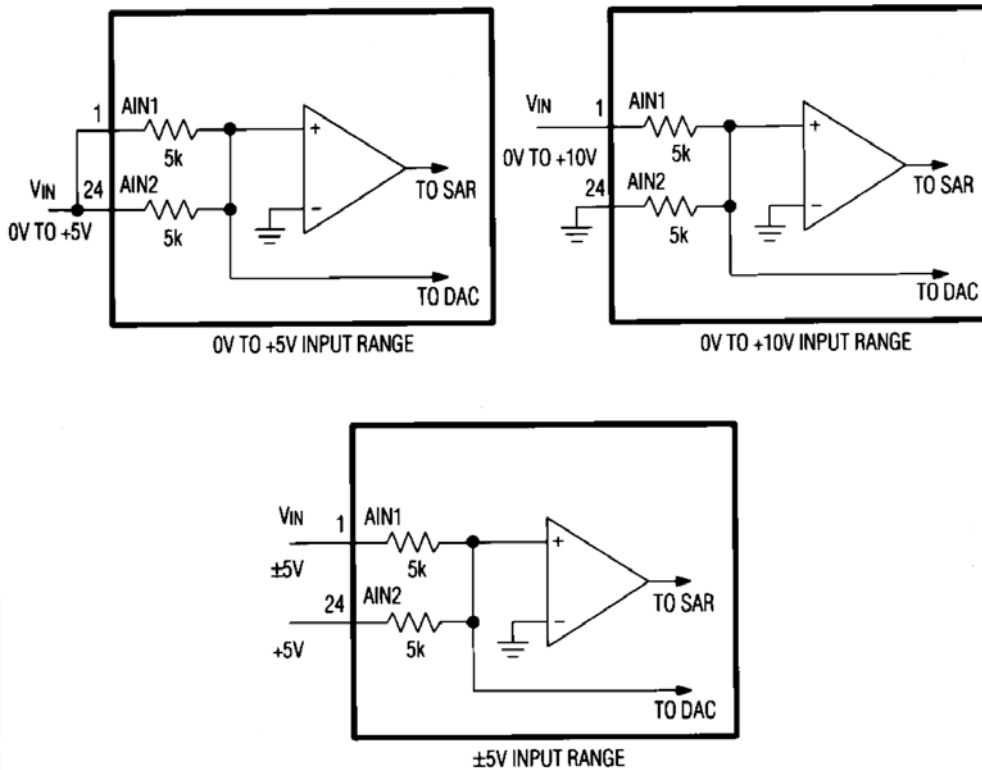 1
AIN1
5k
VIN
24
AIN2
0V TO +5V
5k
+
−
TO SAR
TO DAC
0V TO +5V INPUT RANGE
VIN
1
AIN1
0V TO +10V
5k
24
AIN2
5k
+
−
TO SAR
TO DAC
0V TO +10V INPUT RANGE
VIN
1
AIN1
±5V
5k
24
AIN2
+5V
5k
+
−
TO SAR
TO DAC
±5V INPUT RANGE